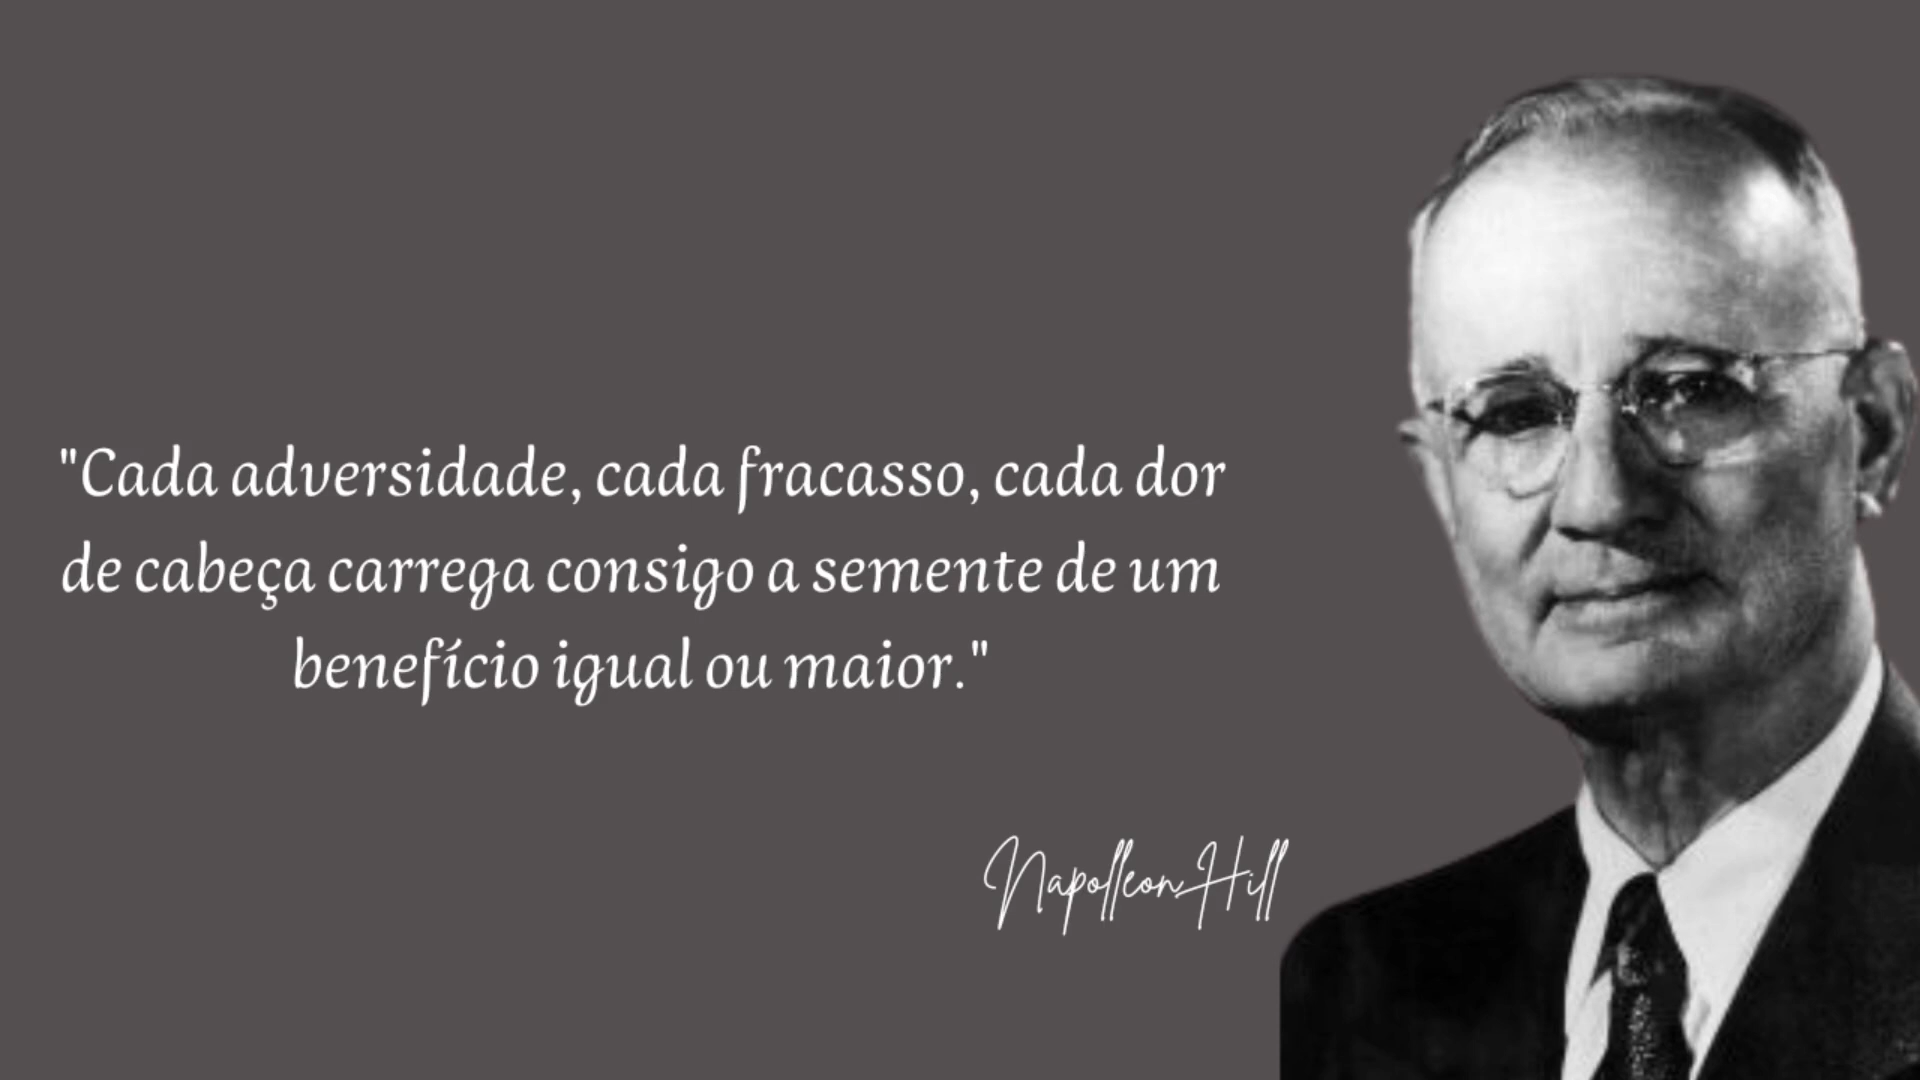 "Cada adversidade, cada fracasso, cada dor
de cabeça carrega consigo a semente de um
benefício igual ou maior."
Napolleon Hill